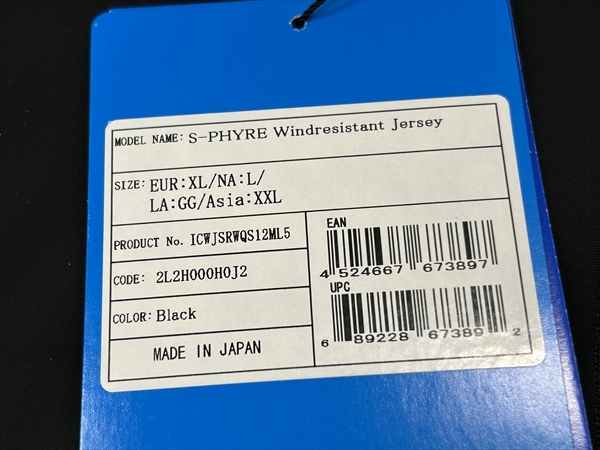 MODEL NAME: S-PHYRE Windresistant Jersey
SIZE: EUR:XL/NA:L/
LA:GG/Asia:XXL
PRODUCT No. ICWJSRWQS12ML5
CODE: 2L2H000H0J2
COLOR: Black
MADE IN JAPAN
EAN
4 524667 673897
UPC
6 89228 67389 2